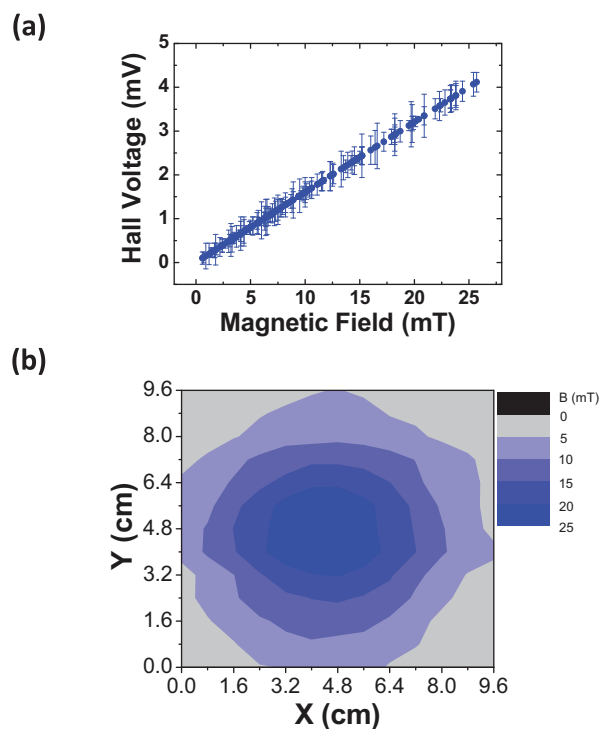 (a)
Hall Voltage (mV)
5
4
3
2
1
0
0 5 10 15 20 25
Magnetic Field (mT)
(b)
Y (cm)
9.6
8.0
6.4
4.8
3.2
1.6
0.0
0.0 1.6 3.2 4.8 6.4 8.0 9.6
X (cm)
B (mT)
0
5
10
15
20
25